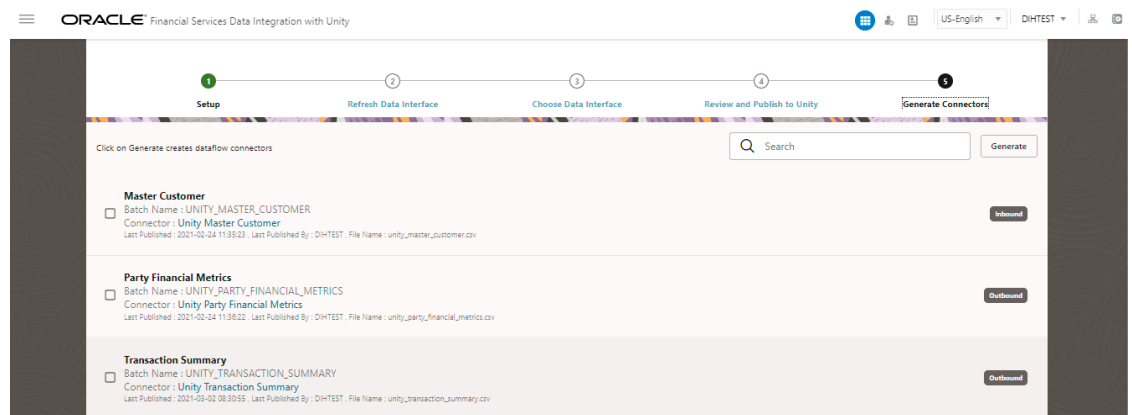 ORACLE® Financial Services Data Integration with Unity
US-English
DIHTEST
1
2
3
4
5
Setup
Refresh Data Interface
Choose Data Interface
Review and Publish to Unity
Generate Connectors
Click on Generate creates dataflow connectors
Search
Generate
Master Customer
Batch Name : UNITY_MASTER_CUSTOMER
Connector : Unity Master Customer
Last Published : 2021-02-24 11:35:23 , Last Published By : DIHTEST , File Name : unity_master_customer.csv
Inbound
Party Financial Metrics
Batch Name : UNITY_PARTY_FINANCIAL_METRICS
Connector : Unity Party Financial Metrics
Last Published : 2021-02-24 11:36:22 , Last Published By : DIHTEST , File Name : unity_party_financial_metrics.csv
Outbound
Transaction Summary
Batch Name : UNITY_TRANSACTION_SUMMARY
Connector : Unity Transaction Summary
Last Published : 2021-03-02 08:30:55 , Last Published By : DIHTEST , File Name : unity_transaction_summary.csv
Outbound